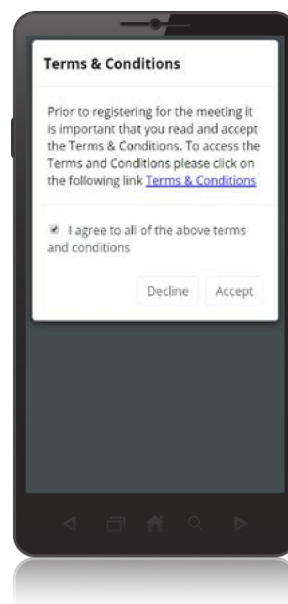 Terms & Conditions
Prior to registering for the meeting it
is important that you read and accept
the Terms & Conditions. To access the
Terms and Conditions please click on
the following link Terms & Conditions
I agree to all of the above terms
and conditions
Decline Accept